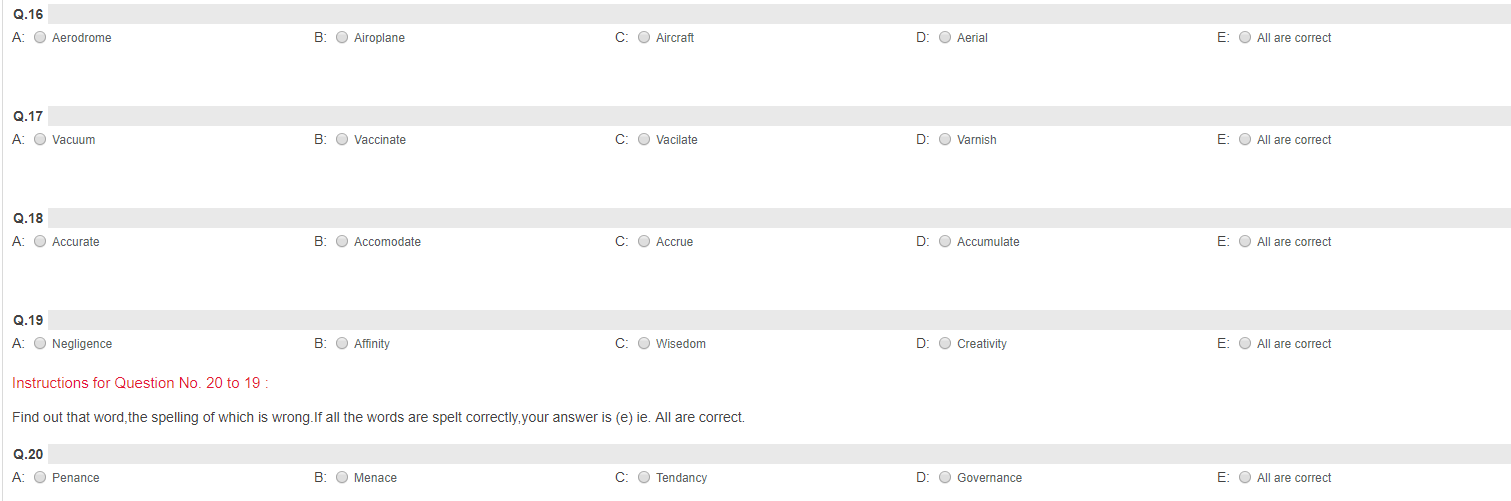 Q.16
A: Aerodrome B: Airoplane C: Aircraft D: Aerial E: All are correct
Q.17
A: Vacuum B: Vaccinate C: Vacilate D: Varnish E: All are correct
Q.18
A: Accurate B: Accomodate C: Accrue D: Accumulate E: All are correct
Q.19
A: Negligence B: Affinity C: Wisedom D: Creativity E: All are correct
Instructions for Question No. 20 to 19 :
Find out that word,the spelling of which is wrong.If all the words are spelt correctly,your answer is (e) ie. All are correct.
Q.20
A: Penance B: Menace C: Tendancy D: Governance E: All are correct